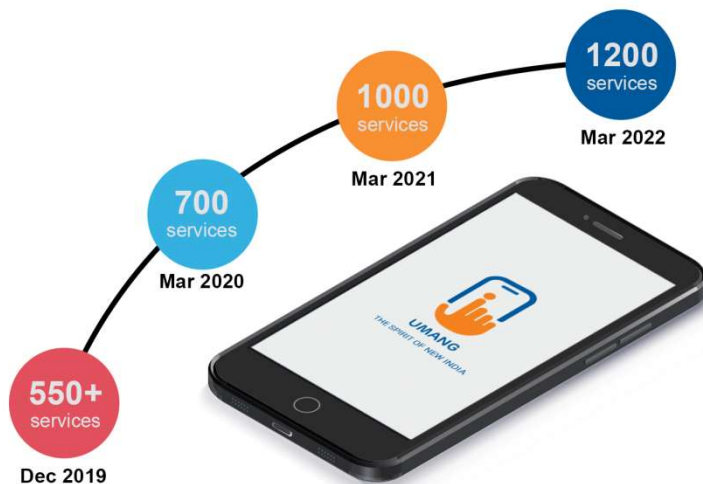 1200
services
Mar 2022
1000
services
Mar 2021
700
services
Mar 2020
550+
services
Dec 2019
UMANG
THE SPIRIT OF NEW INDIA